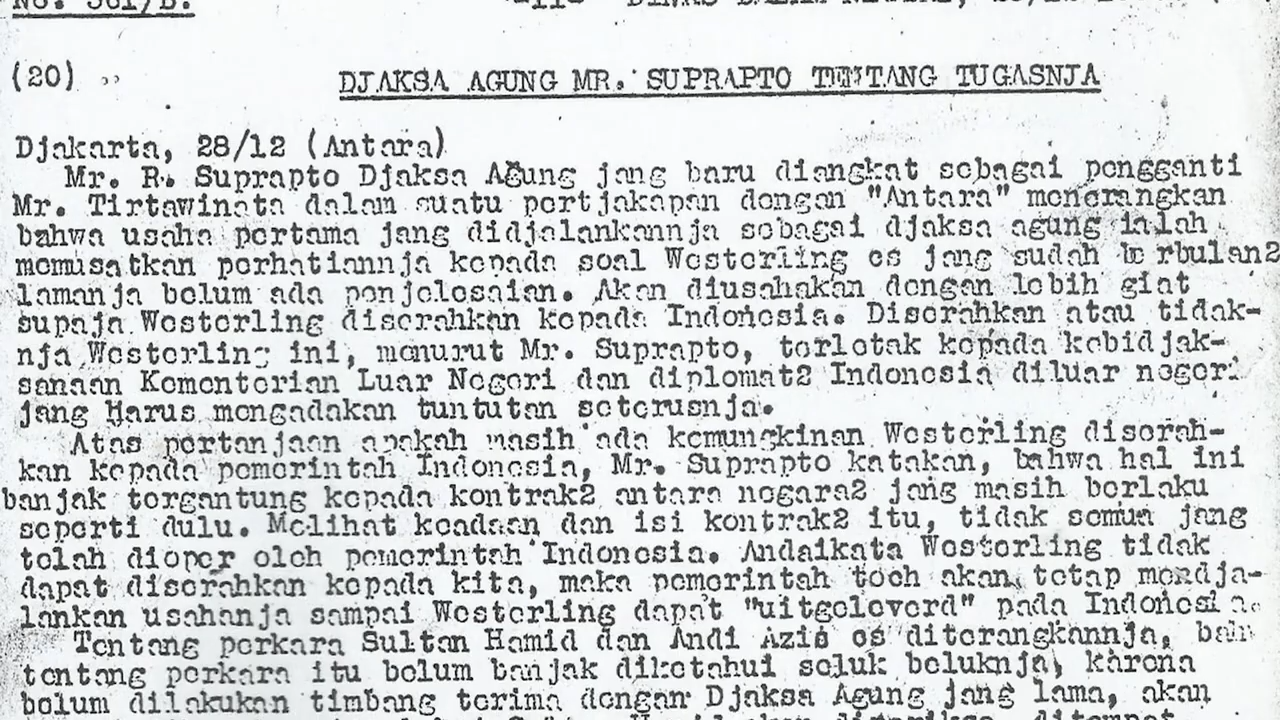 (20)
DJAKSA AGUNG MR. SUPRAPTO TENTANG TUGASNJA
Djakarta, 28/12 (Antara)
Mr. R. Suprapto Djaksa Agung jang baru diangkat sebagai pengganti
Mr. Tirtawinata dalam suatu pertjakapan dengan "Antara" menerangkan
bahwa usaha pertama jang didjalankannja sebagai djaksa agung ialah
memusatkan perhatiannja kepada soal Westerling cs jang sudah berbulan2
lamanja belum ada penjelesaian. Akan diusahakan dengan lebih giat
supaja Westerling diserahkan kepada Indonesia. Diserahkan atau tidak-
nja Westerling ini, menurut Mr. Suprapto, terletak kepada kebidjak-
sanaan Kementerian Luar Negeri dan diplomat2 Indonesia diluar negeri
jang Harus mengadakan tuntutan seterusnja.
Atas pertanjaan apakah masih ada kemungkinan Westerling diserah-
kan kepada pemerintah Indonesia, Mr. Suprapto katakan, bahwa hal ini
banjak tergantung kepada kontrak2 antara negara2 jang masih berlaku
seperti dulu. Melihat keadaan dan isi kontrak2 itu, tidak semua jang
telah dioper oleh pemerintah Indonesia. Andaikata Westerling tidak
dapat diserahkan kepada kita, maka pemerintah toch akan tetap mendja-
lankan usahanja sampai Westerling dapat "uitgeleverd" pada Indonesia.
Tentang perkara Sultan Hamid dan Andi Azis cs diterangkannja,
tentang perkara itu belum banjak diketahui seluk beluknja, karena
belum dilakukan timbang terima dengan Djaksa Agung jang lama, akan